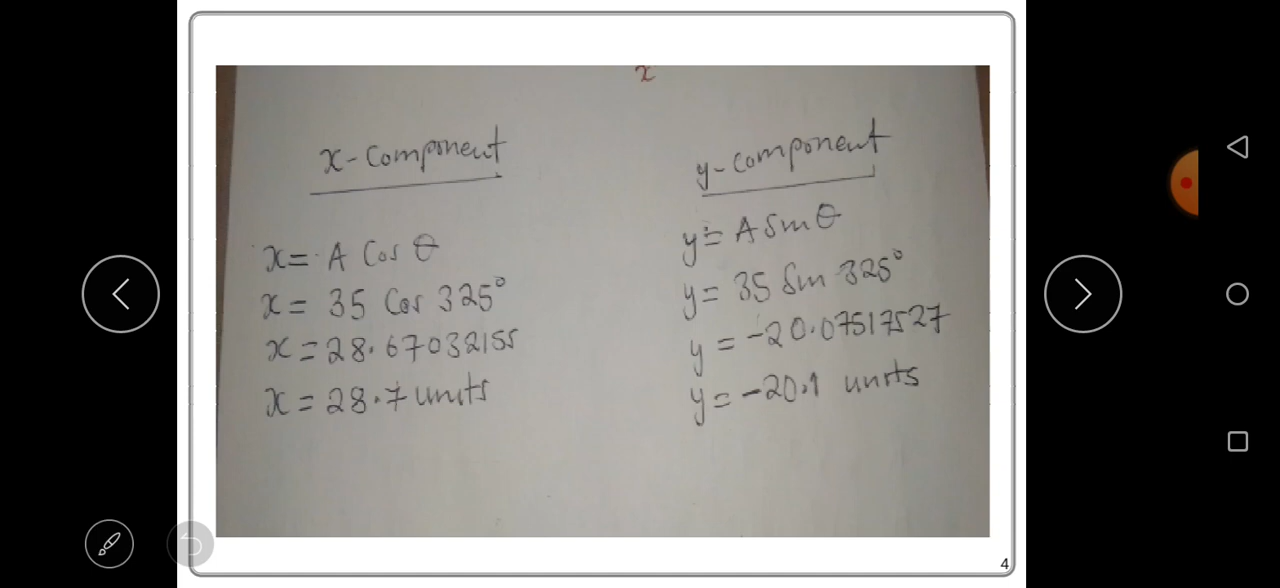 x
x-Component
y-component
x = A Cos θ
y = A Sin θ
x = 35 Cos 325°
y = 35 Sin 325°
x = 28.67032155
y = -20.07517527
x = 28.7 units
y = -20.1 units
4